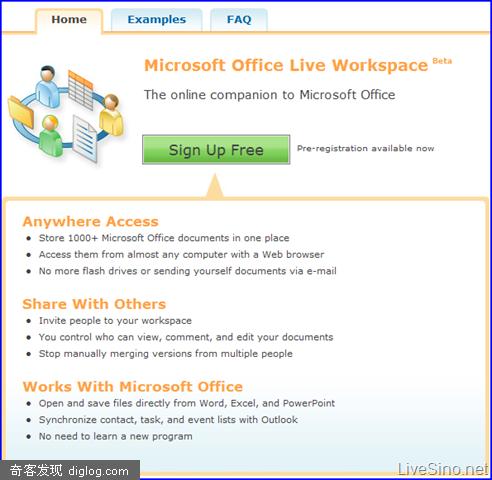 Home Examples FAQ
Microsoft Office Live Workspace Beta
The online companion to Microsoft Office
Sign Up Free Pre-registration available now
Anywhere Access
Store 1000+ Microsoft Office documents in one place
Access them from almost any computer with a Web browser
No more flash drives or sending yourself documents via e-mail
Share With Others
Invite people to your workspace
You control who can view, comment, and edit your documents
Stop manually merging versions from multiple people
Works With Microsoft Office
Open and save files directly from Word, Excel, and PowerPoint
Synchronize contact, task, and event lists with Outlook
No need to learn a new program
奇客发现 diglog.com LiveSino.net